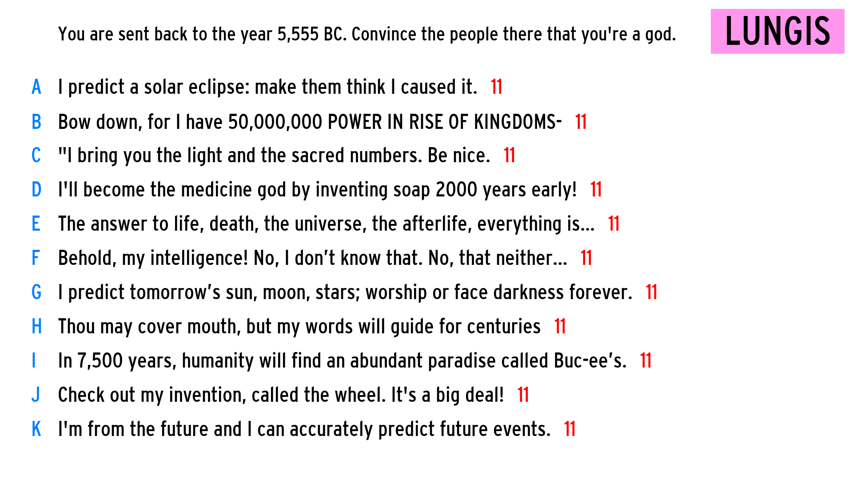 You are sent back to the year 5,555 BC. Convince the people there that you're a god.
LUNGIS
A I predict a solar eclipse: make them think I caused it. 11
B Bow down, for I have 50,000,000 POWER IN RISE OF KINGDOMS- 11
C "I bring you the light and the sacred numbers. Be nice. 11
D I'll become the medicine god by inventing soap 2000 years early! 11
E The answer to life, death, the universe, the afterlife, everything is... 11
F Behold, my intelligence! No, I don’t know that. No, that neither... 11
G I predict tomorrow’s sun, moon, stars; worship or face darkness forever. 11
H Thou may cover mouth, but my words will guide for centuries 11
I In 7,500 years, humanity will find an abundant paradise called Buc-ee’s. 11
J Check out my invention, called the wheel. It's a big deal! 11
K I'm from the future and I can accurately predict future events. 11